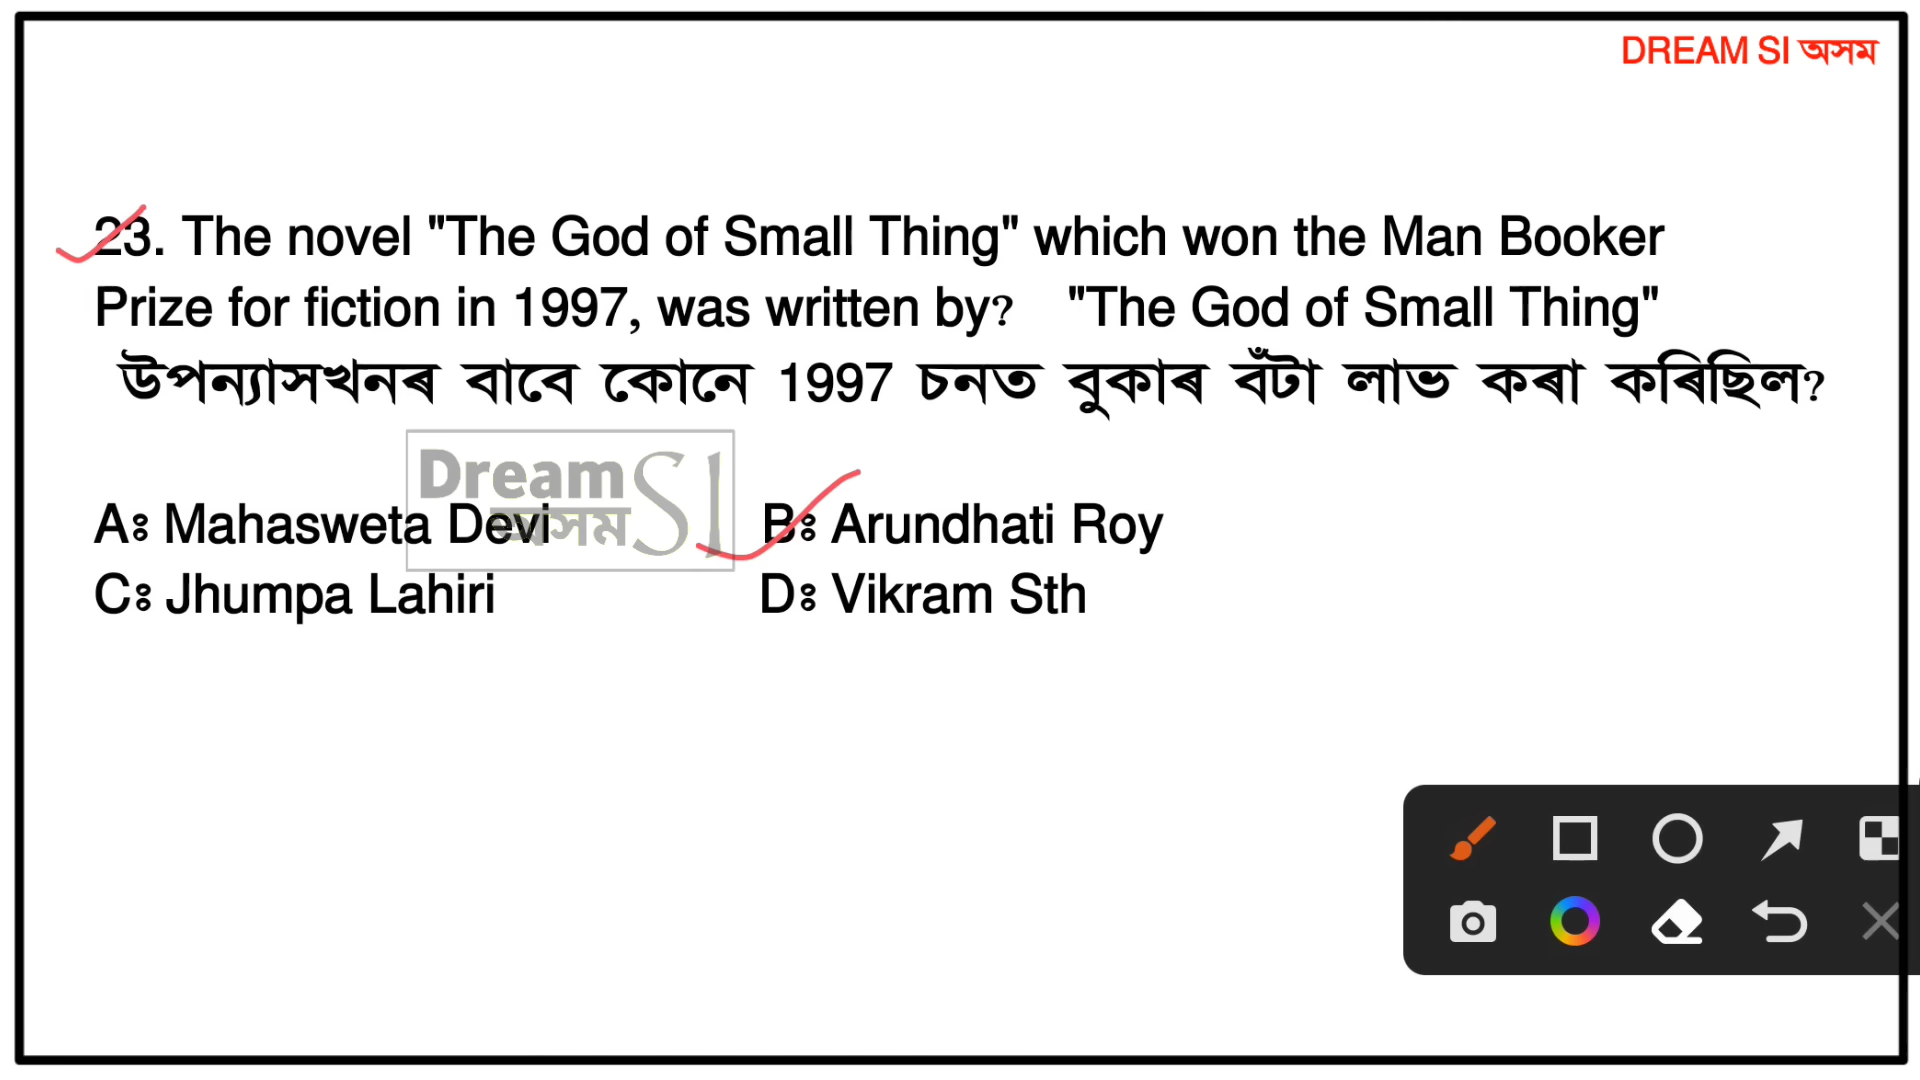 DREAM SI অসম
23. The novel "The God of Small Thing" which won the Man Booker
Prize for fiction in 1997, was written by? "The God of Small Thing"
উপন্যাসখনৰ বাবে কোনে 1997 চনত বুকাৰ বঁটা লাভ কৰা কৰিছিল?
Dream SI
অসম
Aঃ Mahasweta Devi Bঃ Arundhati Roy
Cঃ Jhumpa Lahiri Dঃ Vikram Sth